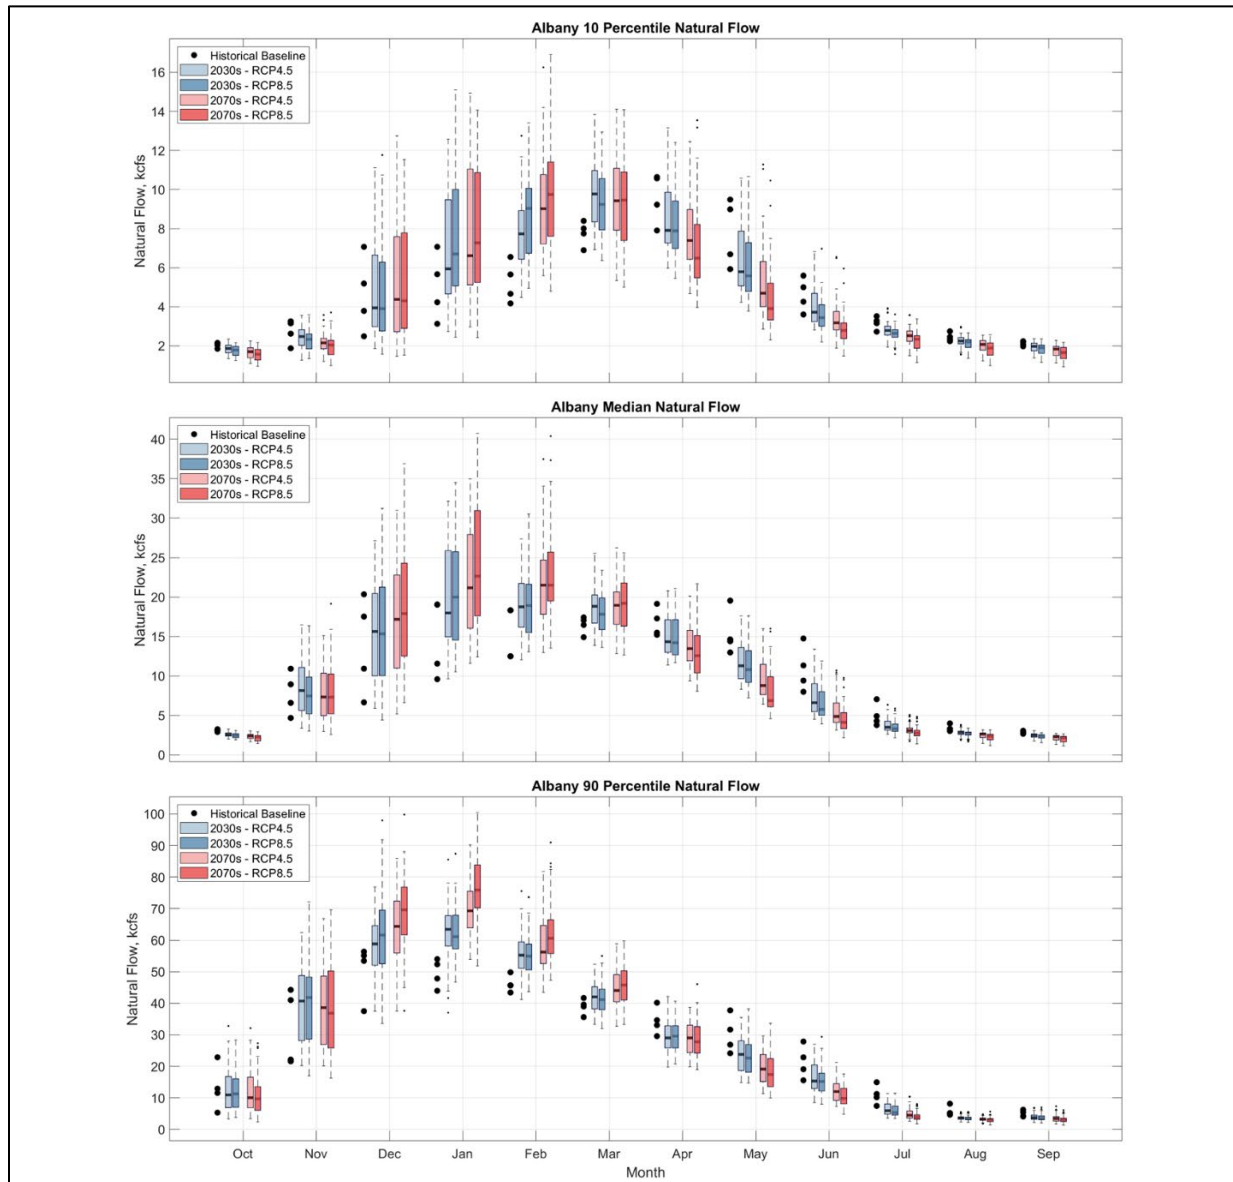 Albany 10 Percentile Natural Flow
Historical Baseline
2030s - RCP4.5
2030s - RCP8.5
2070s - RCP4.5
2070s - RCP8.5
Natural Flow, kcfs
16
14
12
10
8
6
4
2
Albany Median Natural Flow
Historical Baseline
2030s - RCP4.5
2030s - RCP8.5
2070s - RCP4.5
2070s - RCP8.5
Natural Flow, kcfs
40
35
30
25
20
15
10
5
0
Albany 90 Percentile Natural Flow
Historical Baseline
2030s - RCP4.5
2030s - RCP8.5
2070s - RCP4.5
2070s - RCP8.5
Natural Flow, kcfs
100
90
80
70
60
50
40
30
20
10
0
Oct Nov Dec Jan Feb Mar Apr May Jun Jul Aug Sep
Month